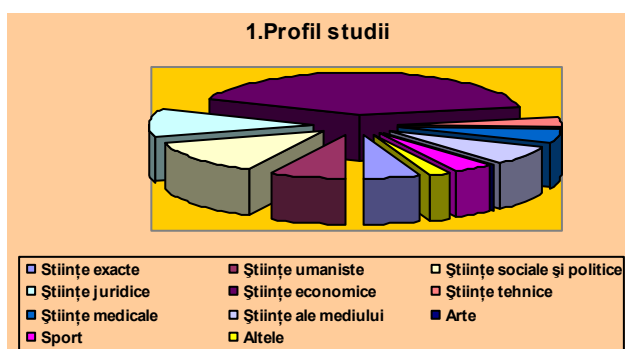 1.Profil studii
Stiinţe exacte Ştiinţe umaniste Ştiinţe sociale şi politice
Ştiinţe juridice Ştiinţe economice Ştiinţe tehnice
Ştiinţe medicale Ştiinţe ale mediului Arte
Sport Altele